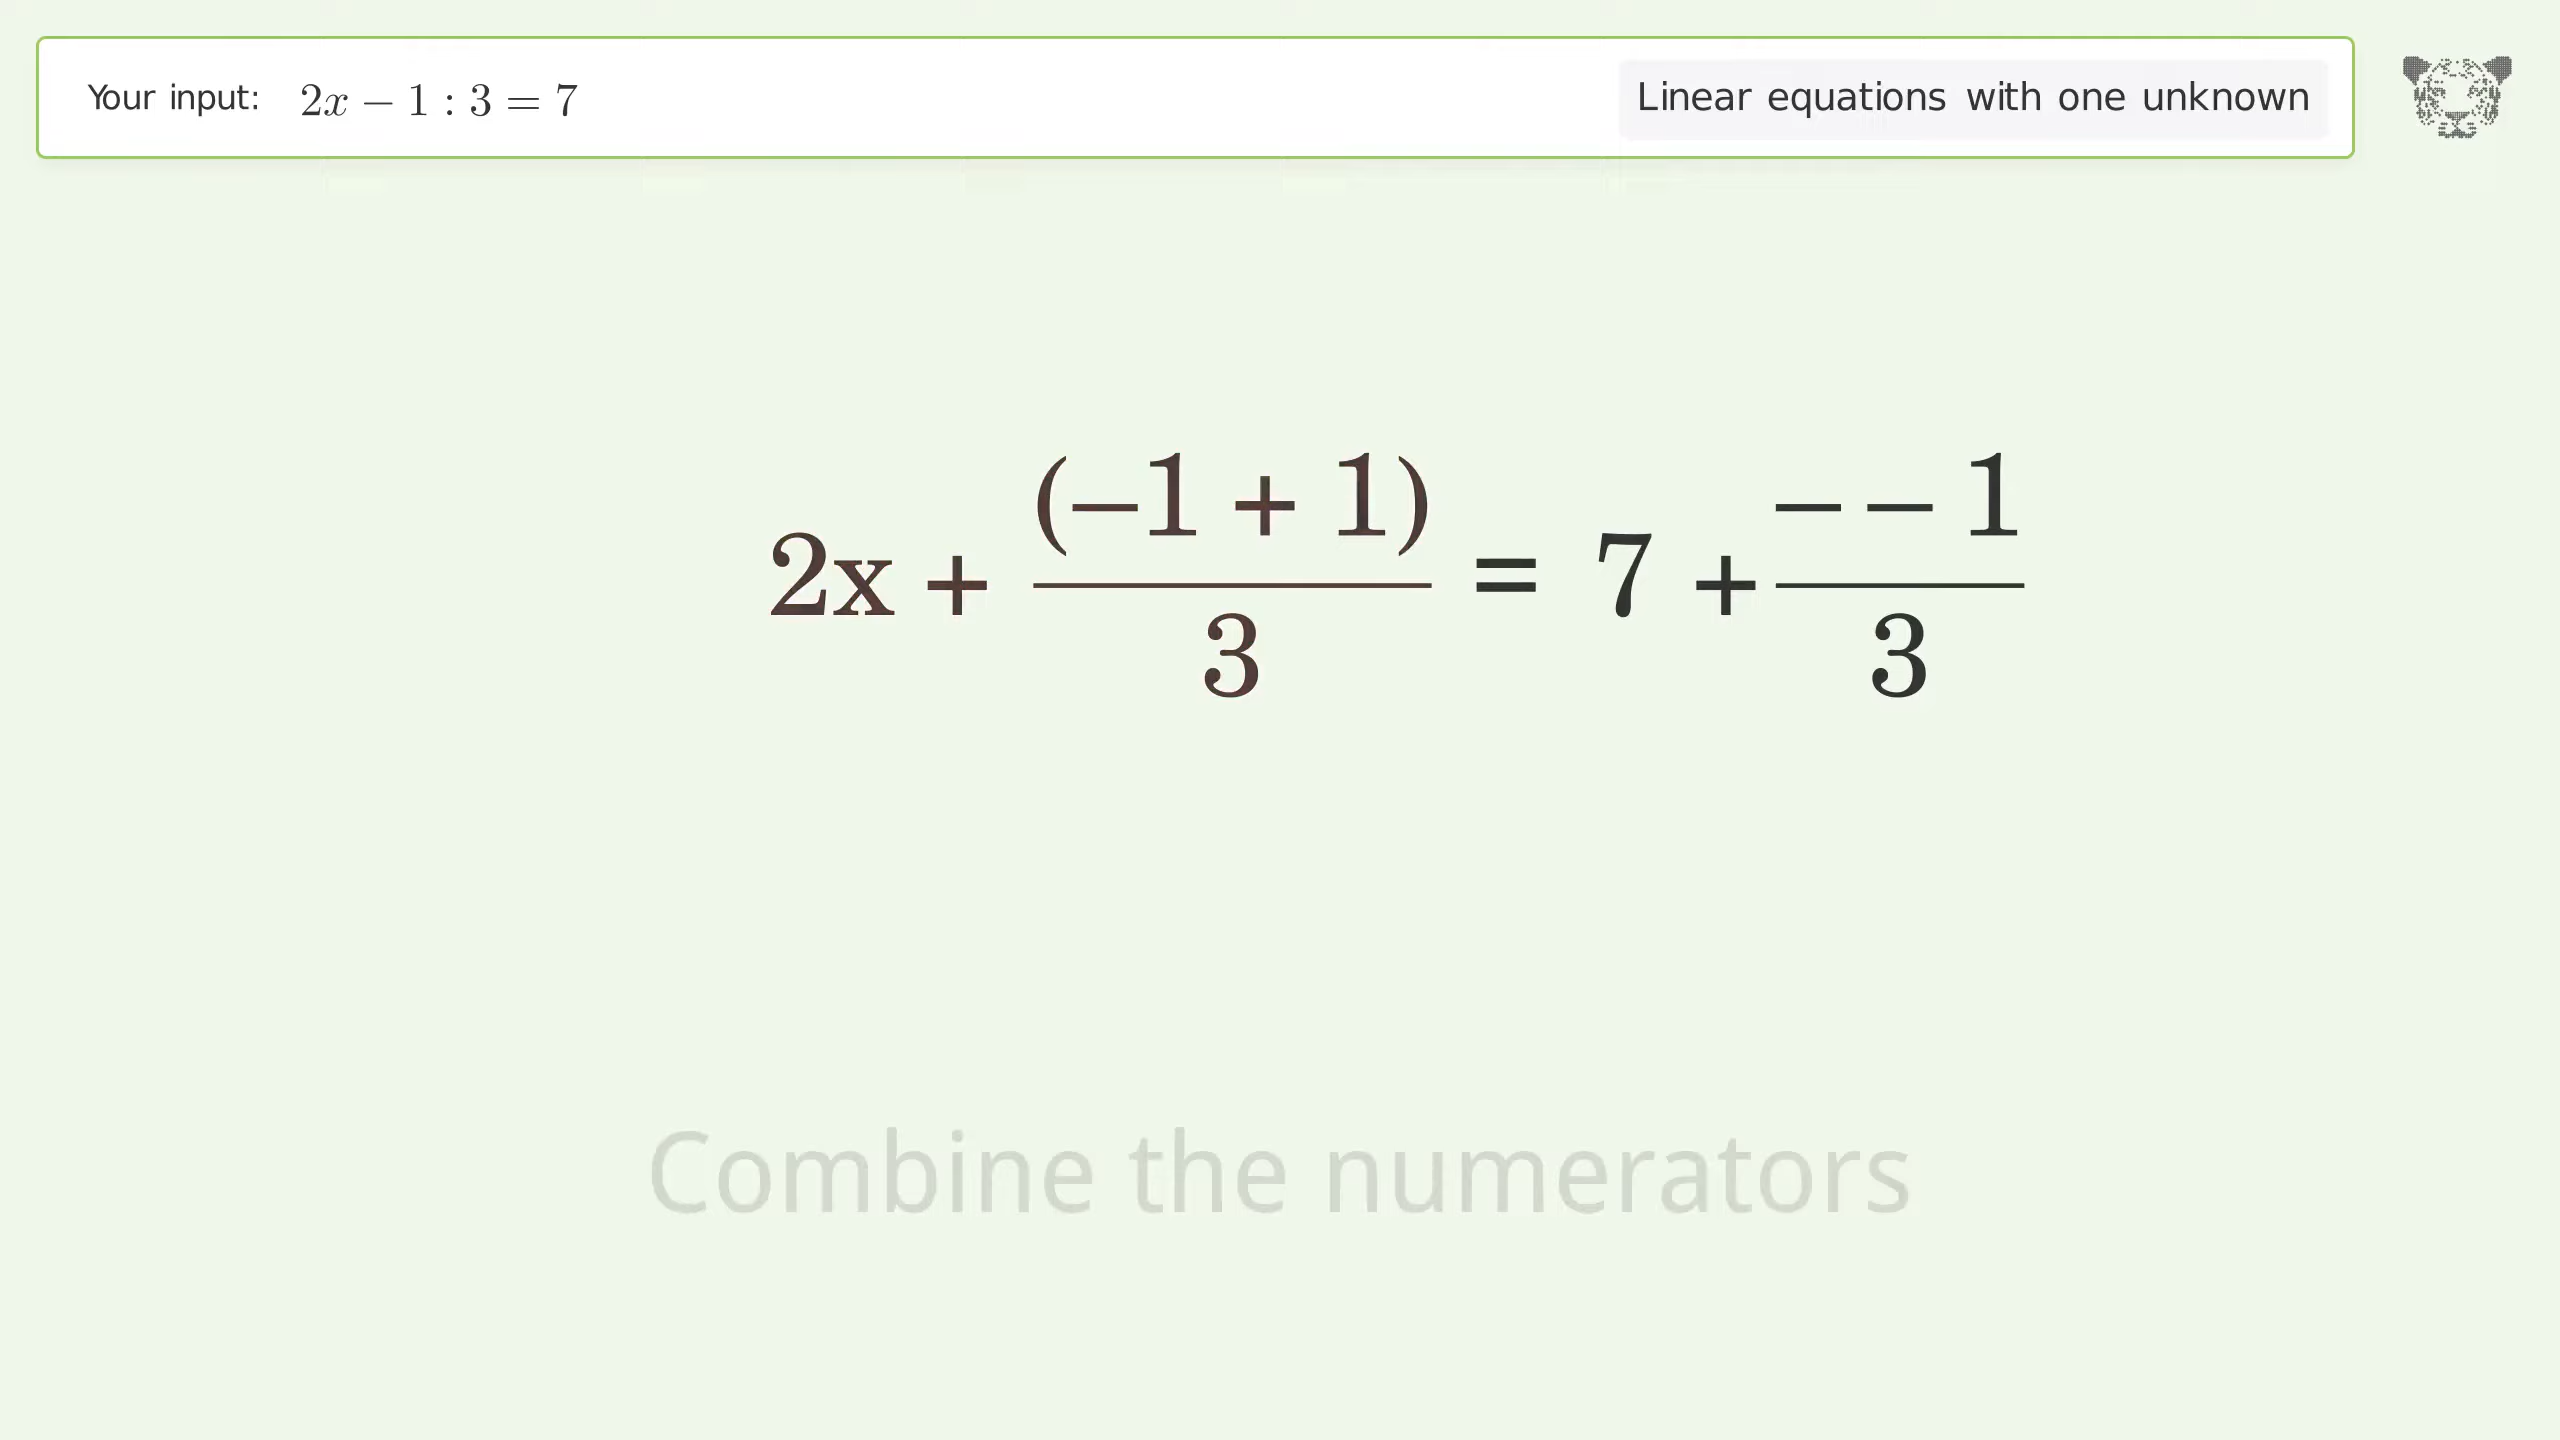 Your input: 2x − 1 : 3 = 7
Linear equations with one unknown
2x + (−1 + 1)/3 = 7 + − − 1/3
Combine the numerators